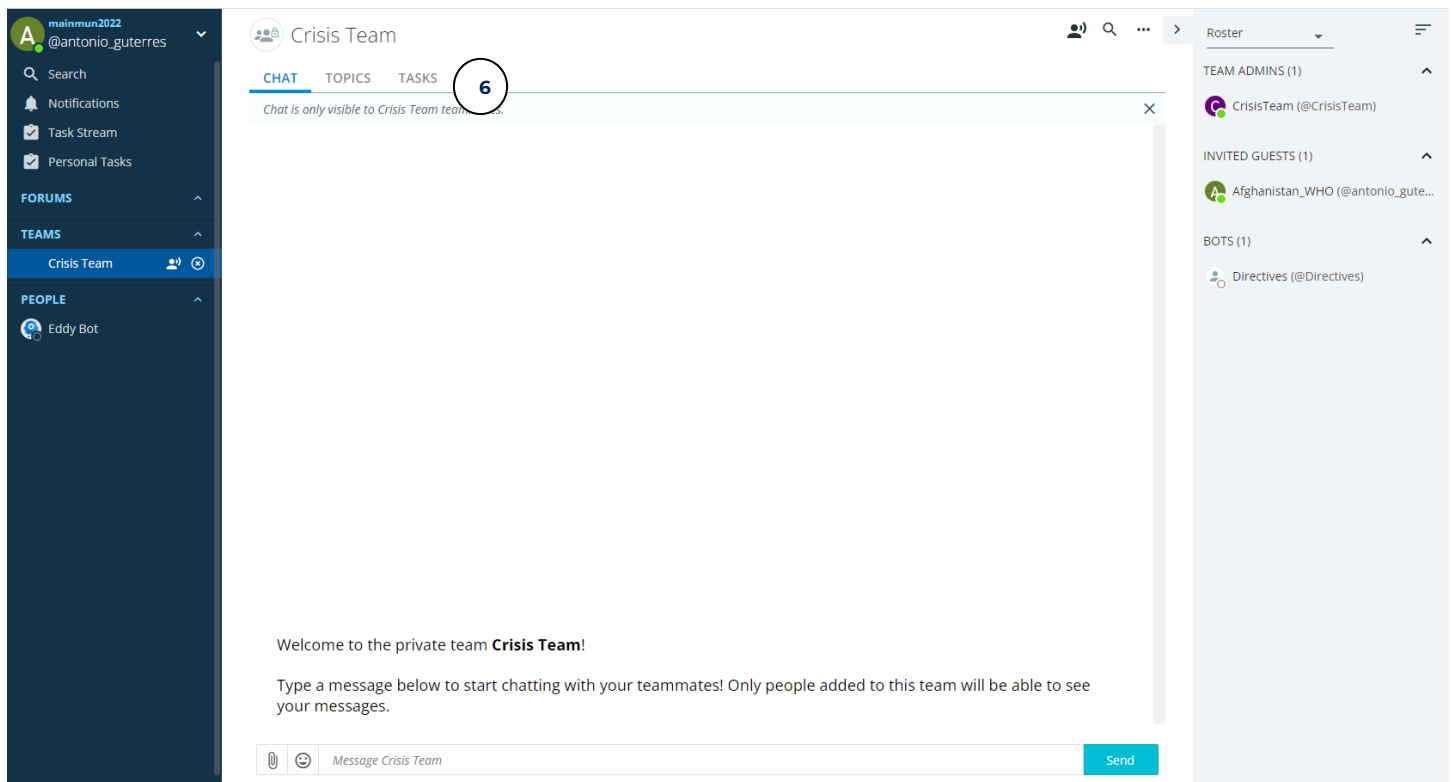 A
mainmun2022
@antonio_guterres
Search
Notifications
Task Stream
Personal Tasks
FORUMS
TEAMS
Crisis Team
PEOPLE
Eddy Bot
Crisis Team
CHAT TOPICS TASKS
6
Chat is only visible to Crisis Team
Welcome to the private team Crisis Team!
Type a message below to start chatting with your teammates! Only people added to this team will be able to see
your messages.
Message Crisis Team
Send
Roster
TEAM ADMINS (1)
C CrisisTeam (@CrisisTeam)
INVITED GUESTS (1)
A Afghanistan_WHO (@antonio_gute...
BOTS (1)
Directives (@Directives)